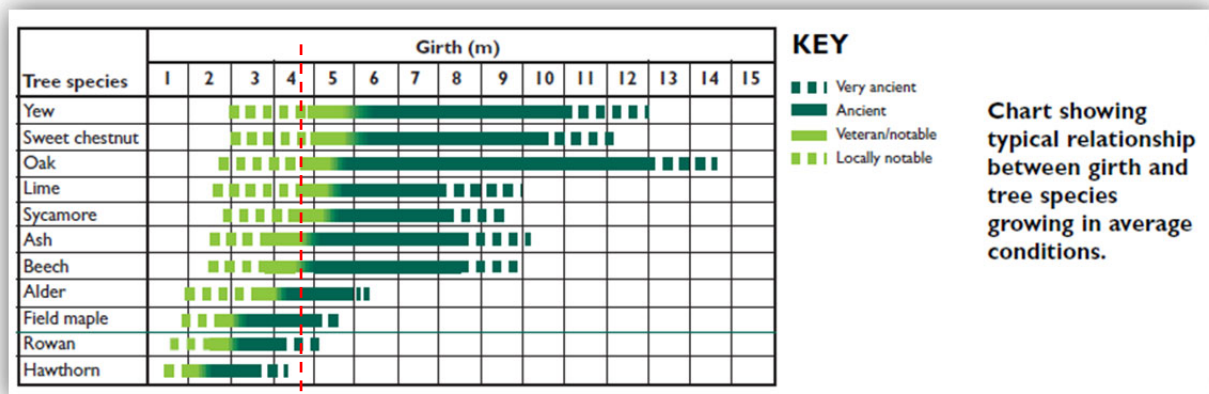 Girth (m)
Tree species 1 2 3 4 5 6 7 8 9 10 11 12 13 14 15
Yew
Sweet chestnut
Oak
Lime
Sycamore
Ash
Beech
Alder
Field maple
Rowan
Hawthorn
KEY
Very ancient
Ancient
Veteran/notable
Locally notable
Chart showing
typical relationship
between girth and
tree species
growing in average
conditions.